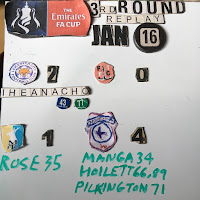 The Emirates
FA CUP
3RD ROUND
REPLAY
JAN 16
2 0
IHEANACHO
43 71
1 4
ROSE 35
MANGA 34
HOILETT 66,89
PILKINGTON 71